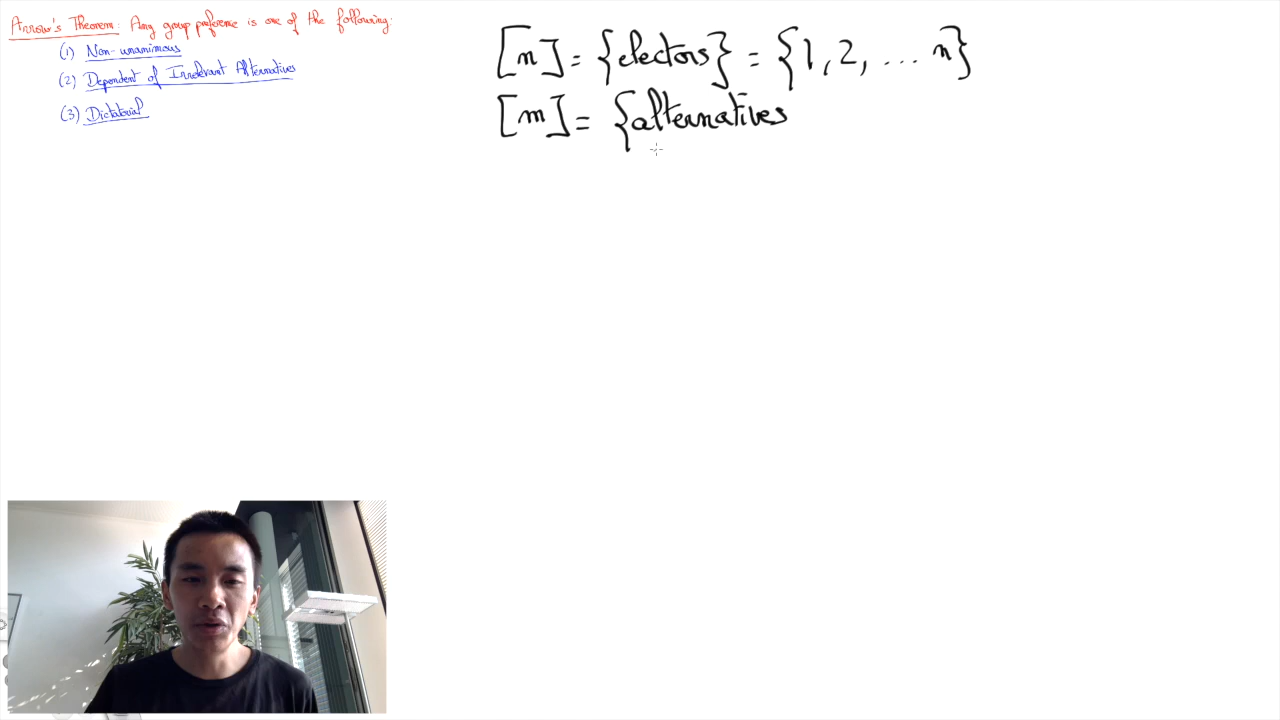 Arrow's Theorem: Any group preference is one of the following:
(1) Non-unanimous
(2) Dependent of Irrelevant Alternatives
(3) Dictatorial
[n] = {electors} = {1, 2, ... n}
[m] = {alternatives